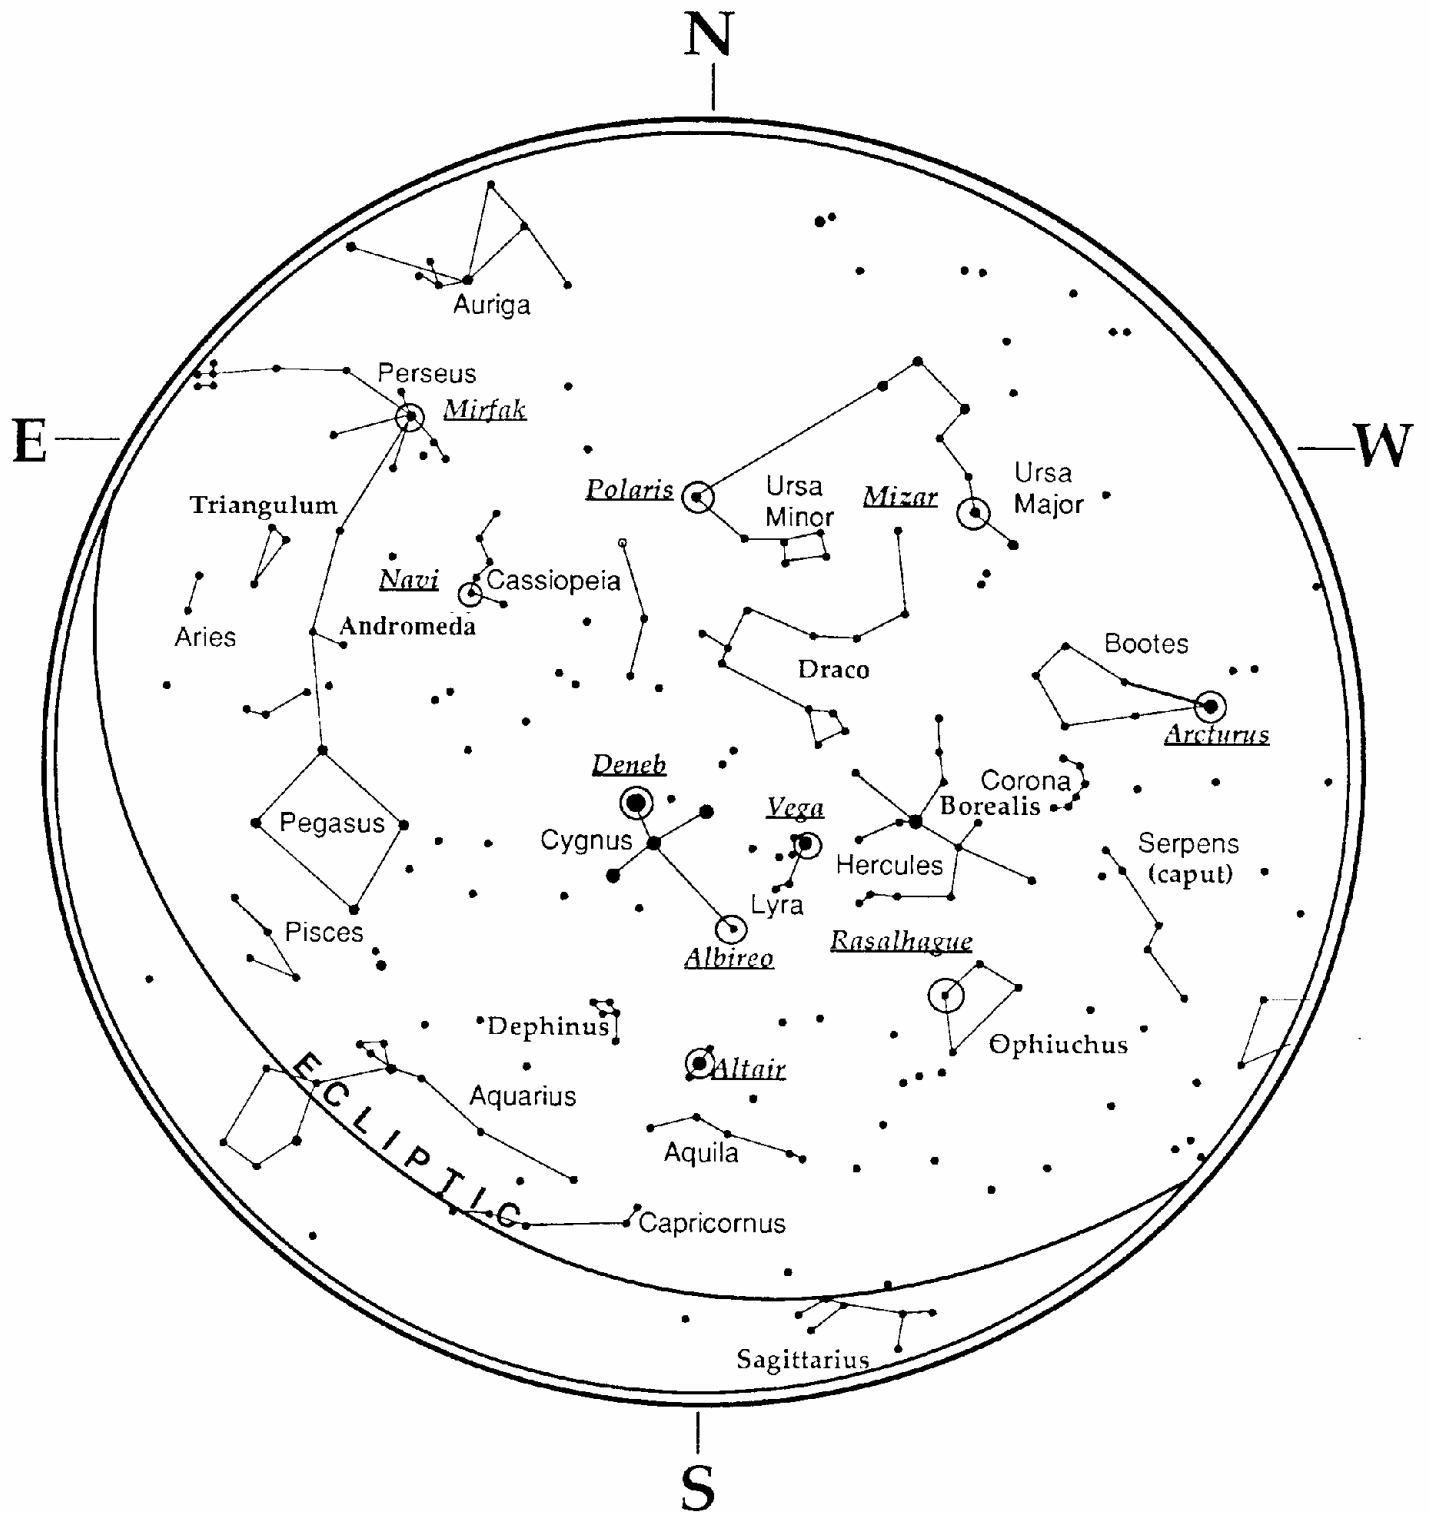 N
Auriga
Perseus
Mirfak
E
W
Polaris
Ursa
Minor
Mizar
Ursa
Major
Triangulum
Navi
Cassiopeia
Aries
Andromeda
Draco
Bootes
Arcturus
Deneb
Vega
Corona
Borealis
Pegasus
Cygnus
Hercules
Serpens
(caput)
Lyra
Pisces
Albireo
Rasalhague
Dephinus
Ophiuchus
Altair
ECLIPTIC
Aquarius
Aquila
Capricornus
Sagittarius
S